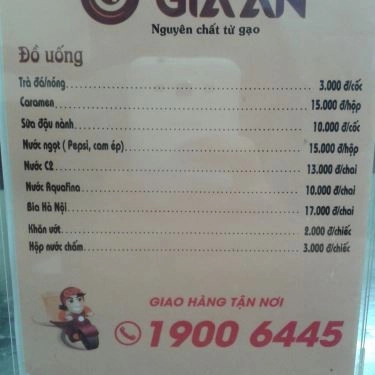 GIA AN
Nguyên chất từ gạo
Đồ uống
Trà đá/nóng 3.000 đ/cốc
Caramen 15.000 đ/hộp
Sữa đậu nành 10.000 đ/cốc
Nước ngọt ( Pepsi, cam ép) 15.000 đ/hộp
Nước C2 13.000 đ/chai
Nước Aquafina 10.000 đ/chai
Bia Hà Nội 17.000 đ/chai
Khăn ướt 2.000 đ/chiếc
Hộp nước chấm 3.000 đ/chiếc
GIAO HÀNG TẬN NƠI
1900 6445